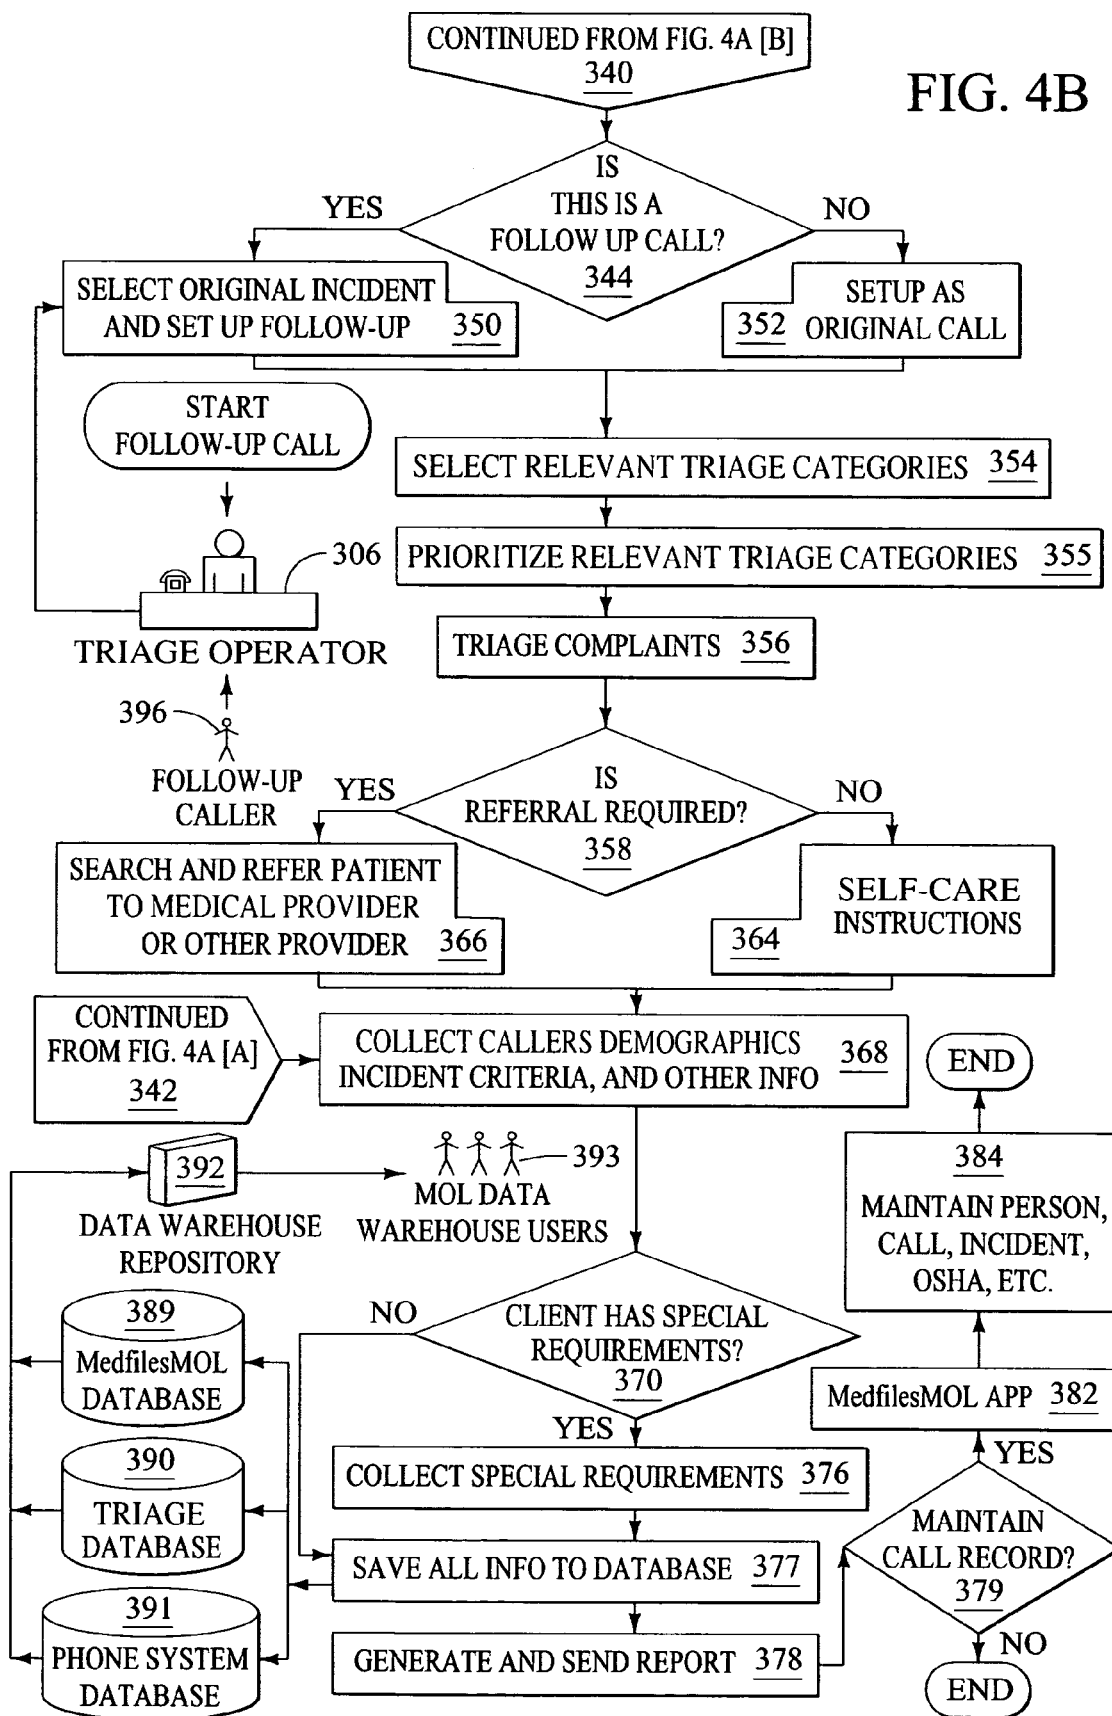 CONTINUED FROM FIG. 4A [B]
340
FIG. 4B
IS
THIS IS A
FOLLOW UP CALL?
344
YES
NO
SELECT ORIGINAL INCIDENT
AND SET UP FOLLOW-UP 350
SETUP AS
352 ORIGINAL CALL
START
FOLLOW-UP CALL
SELECT RELEVANT TRIAGE CATEGORIES 354
PRIORITIZE RELEVANT TRIAGE CATEGORIES 355
306
TRIAGE OPERATOR
TRIAGE COMPLAINTS 356
396
FOLLOW-UP
CALLER
IS
REFERRAL REQUIRED?
358
YES
NO
SEARCH AND REFER PATIENT
TO MEDICAL PROVIDER
OR OTHER PROVIDER 366
SELF-CARE
INSTRUCTIONS
364
CONTINUED
FROM FIG. 4A [A]
342
COLLECT CALLERS DEMOGRAPHICS
INCIDENT CRITERIA, AND OTHER INFO 368
END
384
MAINTAIN PERSON,
CALL, INCIDENT,
OSHA, ETC.
392
DATA WAREHOUSE
REPOSITORY
393
MOL DATA
WAREHOUSE USERS
389
MedfilesMOL
DATABASE
NO
CLIENT HAS SPECIAL
REQUIREMENTS?
370
YES
MedfilesMOL APP 382
390
TRIAGE
DATABASE
COLLECT SPECIAL REQUIREMENTS 376
YES
MAINTAIN
CALL RECORD?
379
NO
END
SAVE ALL INFO TO DATABASE 377
391
PHONE SYSTEM
DATABASE
GENERATE AND SEND REPORT 378